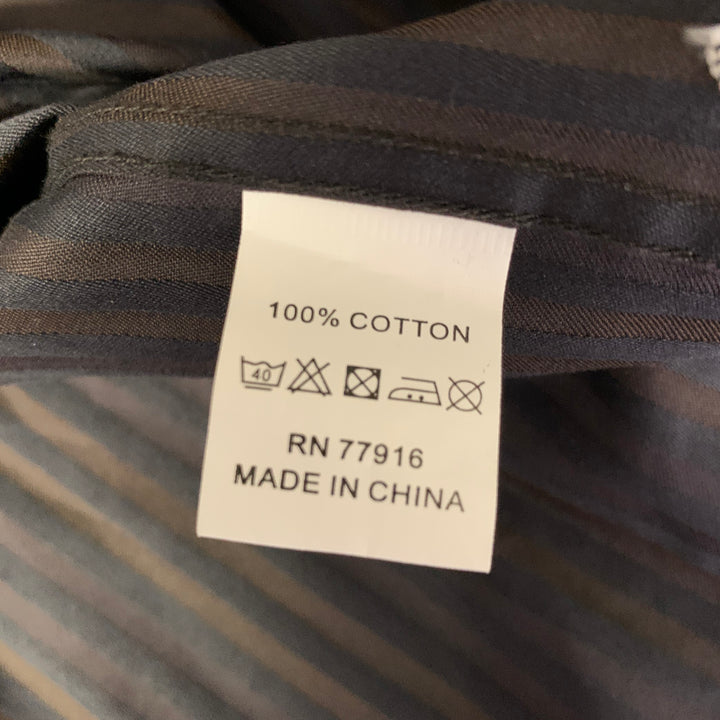 100% COTTON
40
RN 77916
MADE IN CHINA